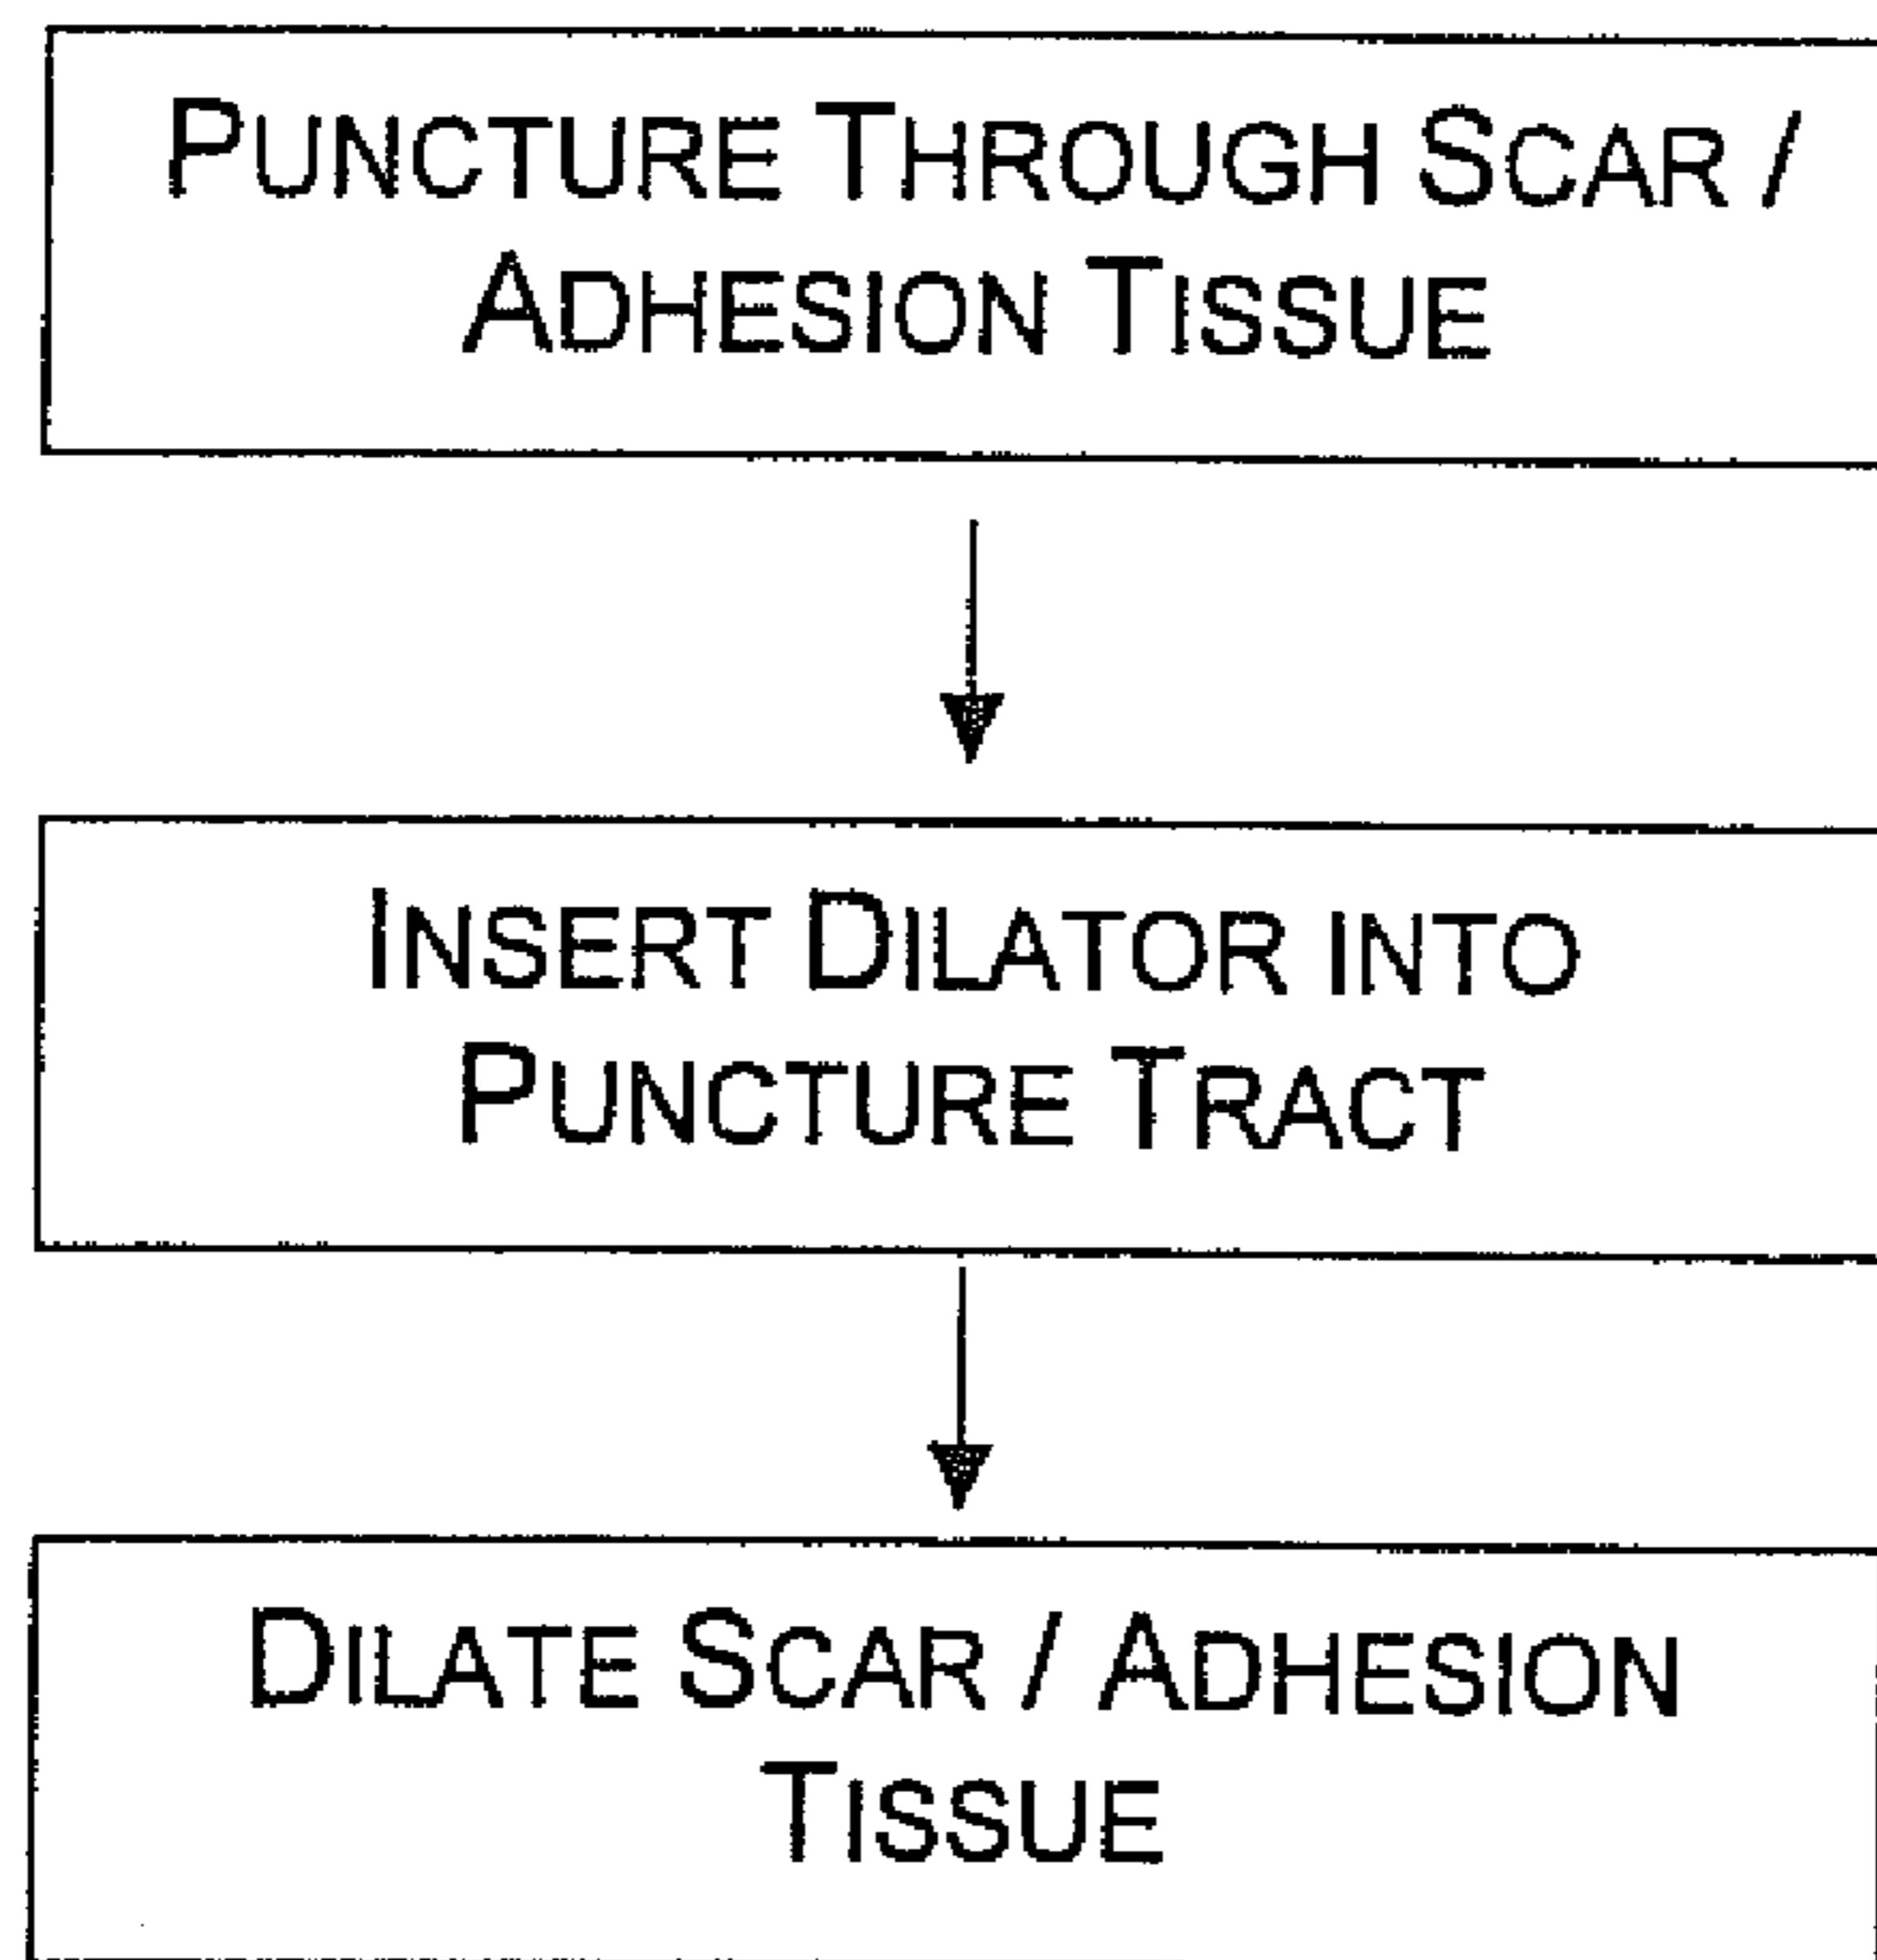 PUNCTURE THROUGH SCAR /
ADHESION TISSUE
INSERT DILATOR INTO
PUNCTURE TRACT
DILATE SCAR / ADHESION
TISSUE